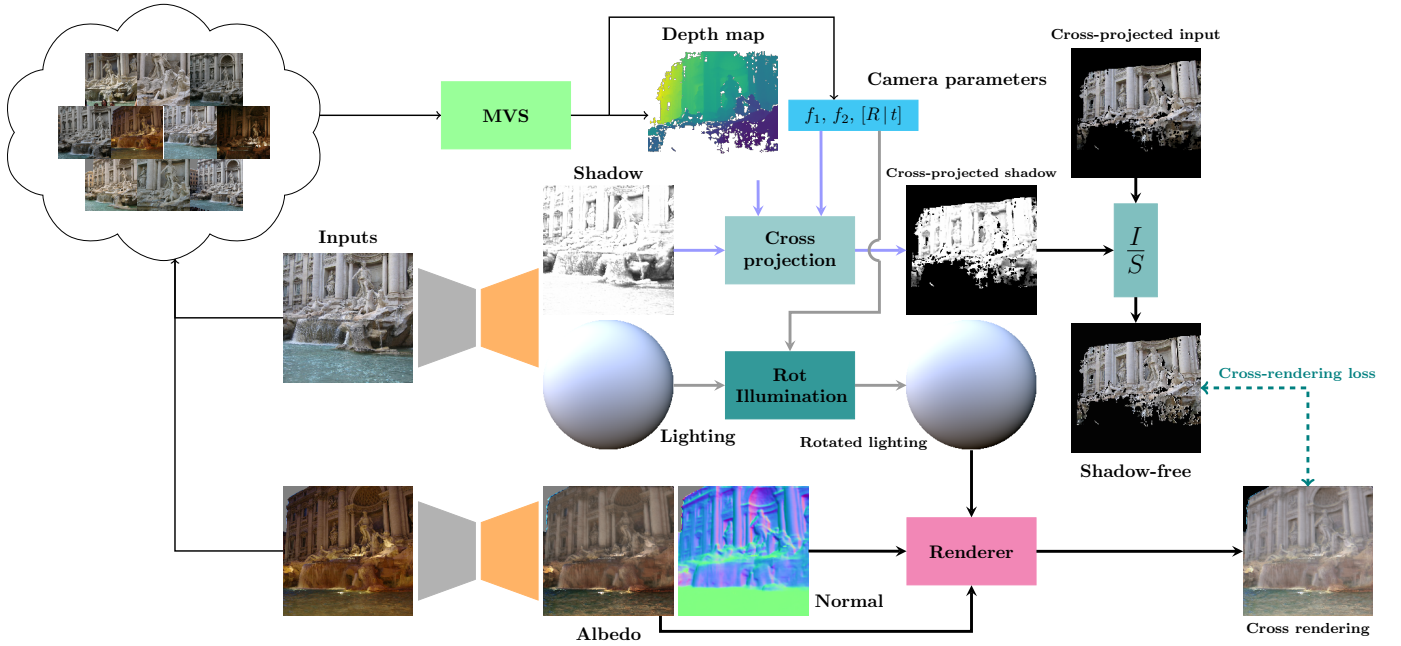 Depth map
Cross-projected input
Camera parameters
MVS
f₁, f₂, [R | t]
Shadow
Cross-projected shadow
Inputs
Cross
projection
I
S
Rot
Illumination
Cross-rendering loss
Lighting
Rotated lighting
Shadow-free
Renderer
Normal
Albedo
Cross rendering